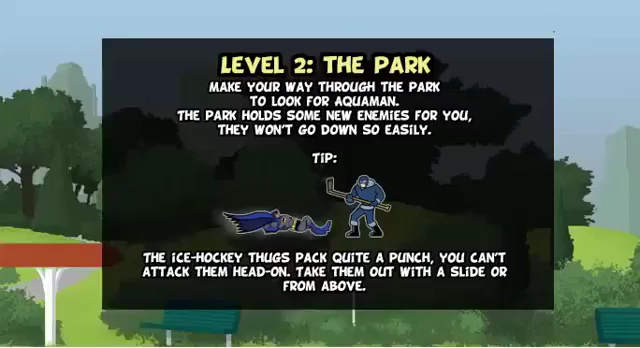 LEVEL 2: THE PARK
MAKE YOUR WAY THROUGH THE PARK
TO LOOK FOR AQUAMAN.
THE PARK HOLDS SOME NEW ENEMIES FOR YOU,
THEY WON'T GO DOWN SO EASILY.
TIP:
THE ICE-HOCKEY THUGS PACK QUITE A PUNCH, YOU CAN'T
ATTACK THEM HEAD-ON. TAKE THEM OUT WITH A SLIDE OR
FROM ABOVE.